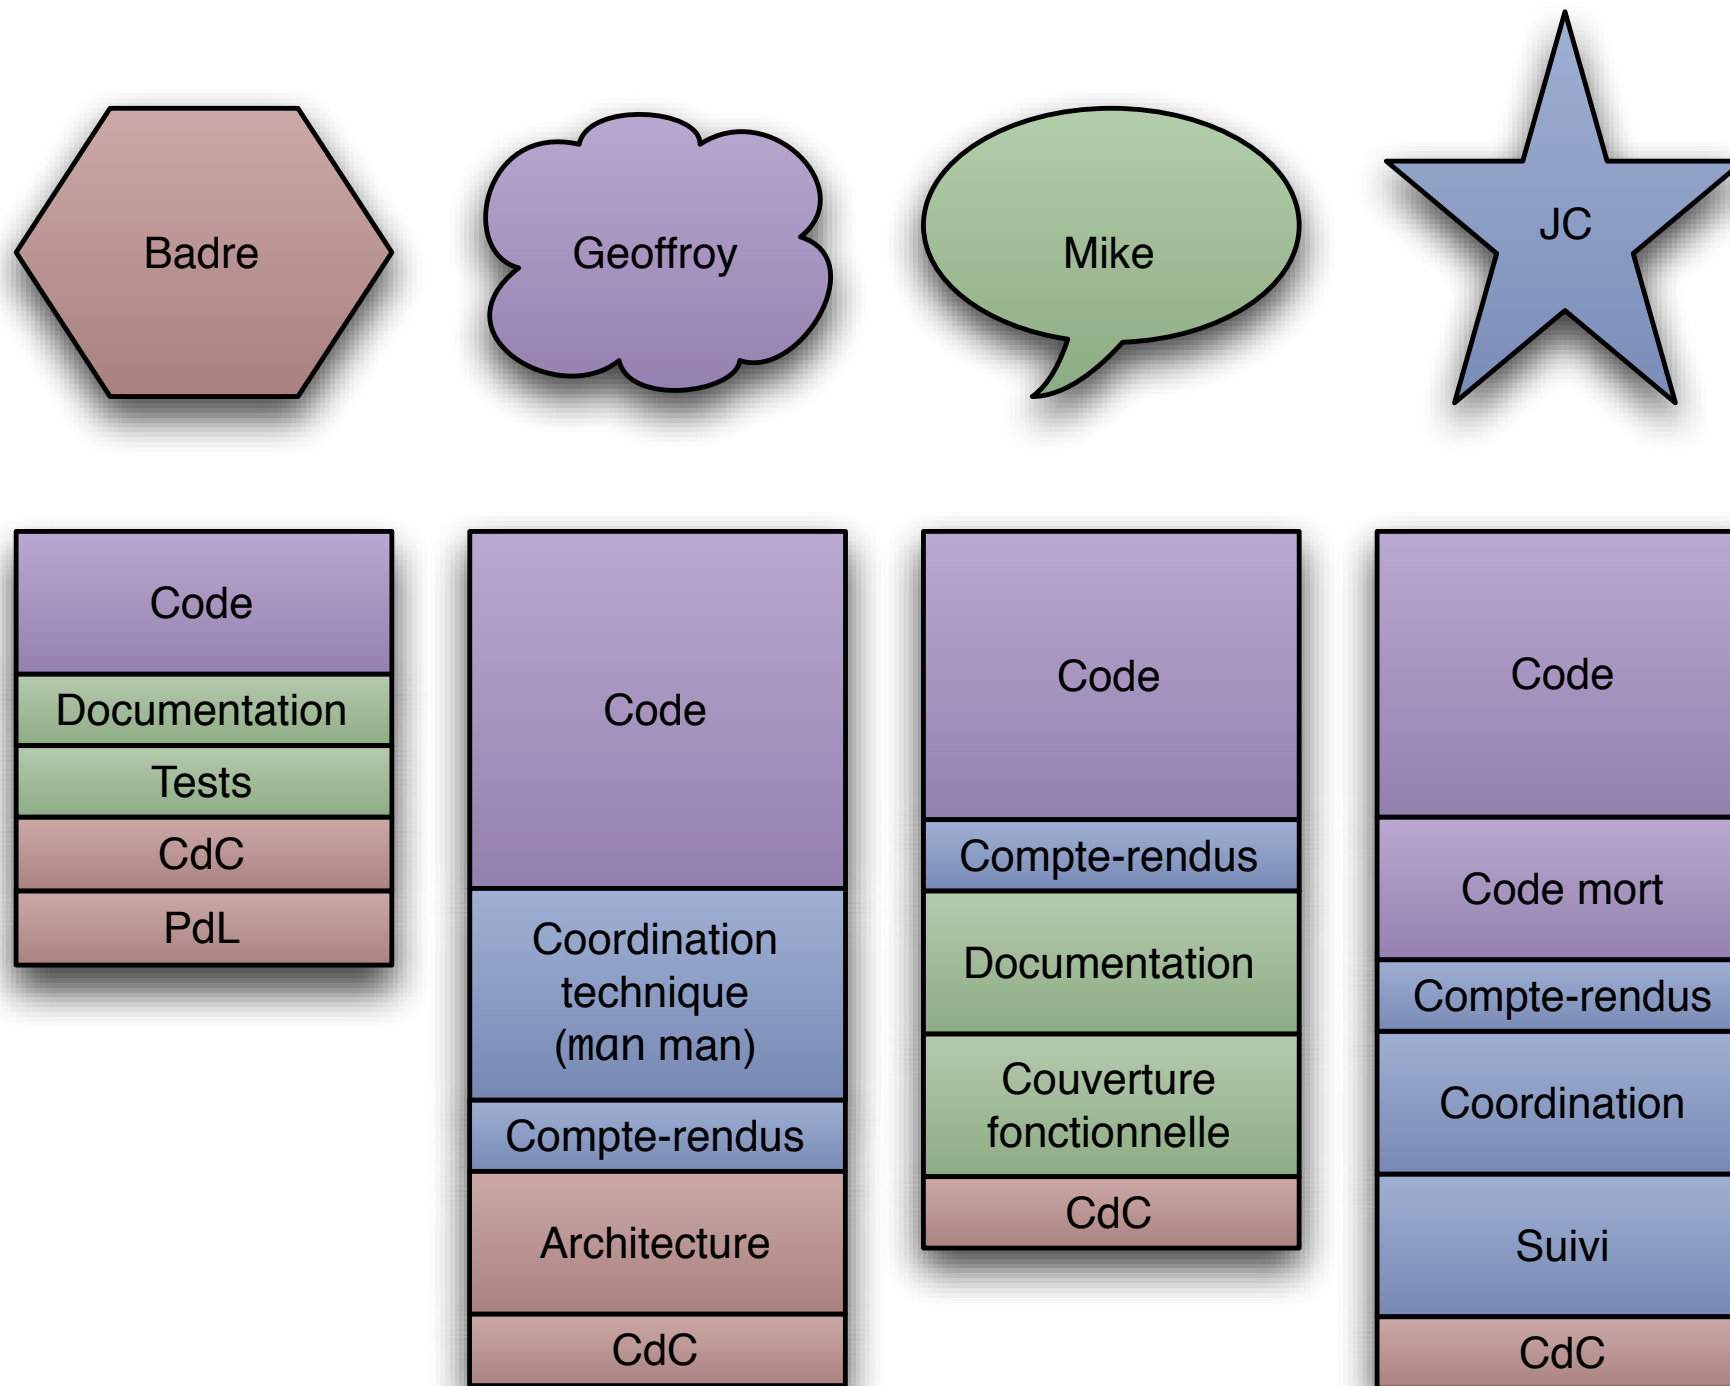 Badre
Geoffroy
Mike
JC
Code
Documentation
Tests
CdC
PdL
Code
Coordination
technique
(man man)
Compte-rendus
Architecture
CdC
Code
Compte-rendus
Documentation
Couverture
fonctionnelle
CdC
Code
Code mort
Compte-rendus
Coordination
Suivi
CdC